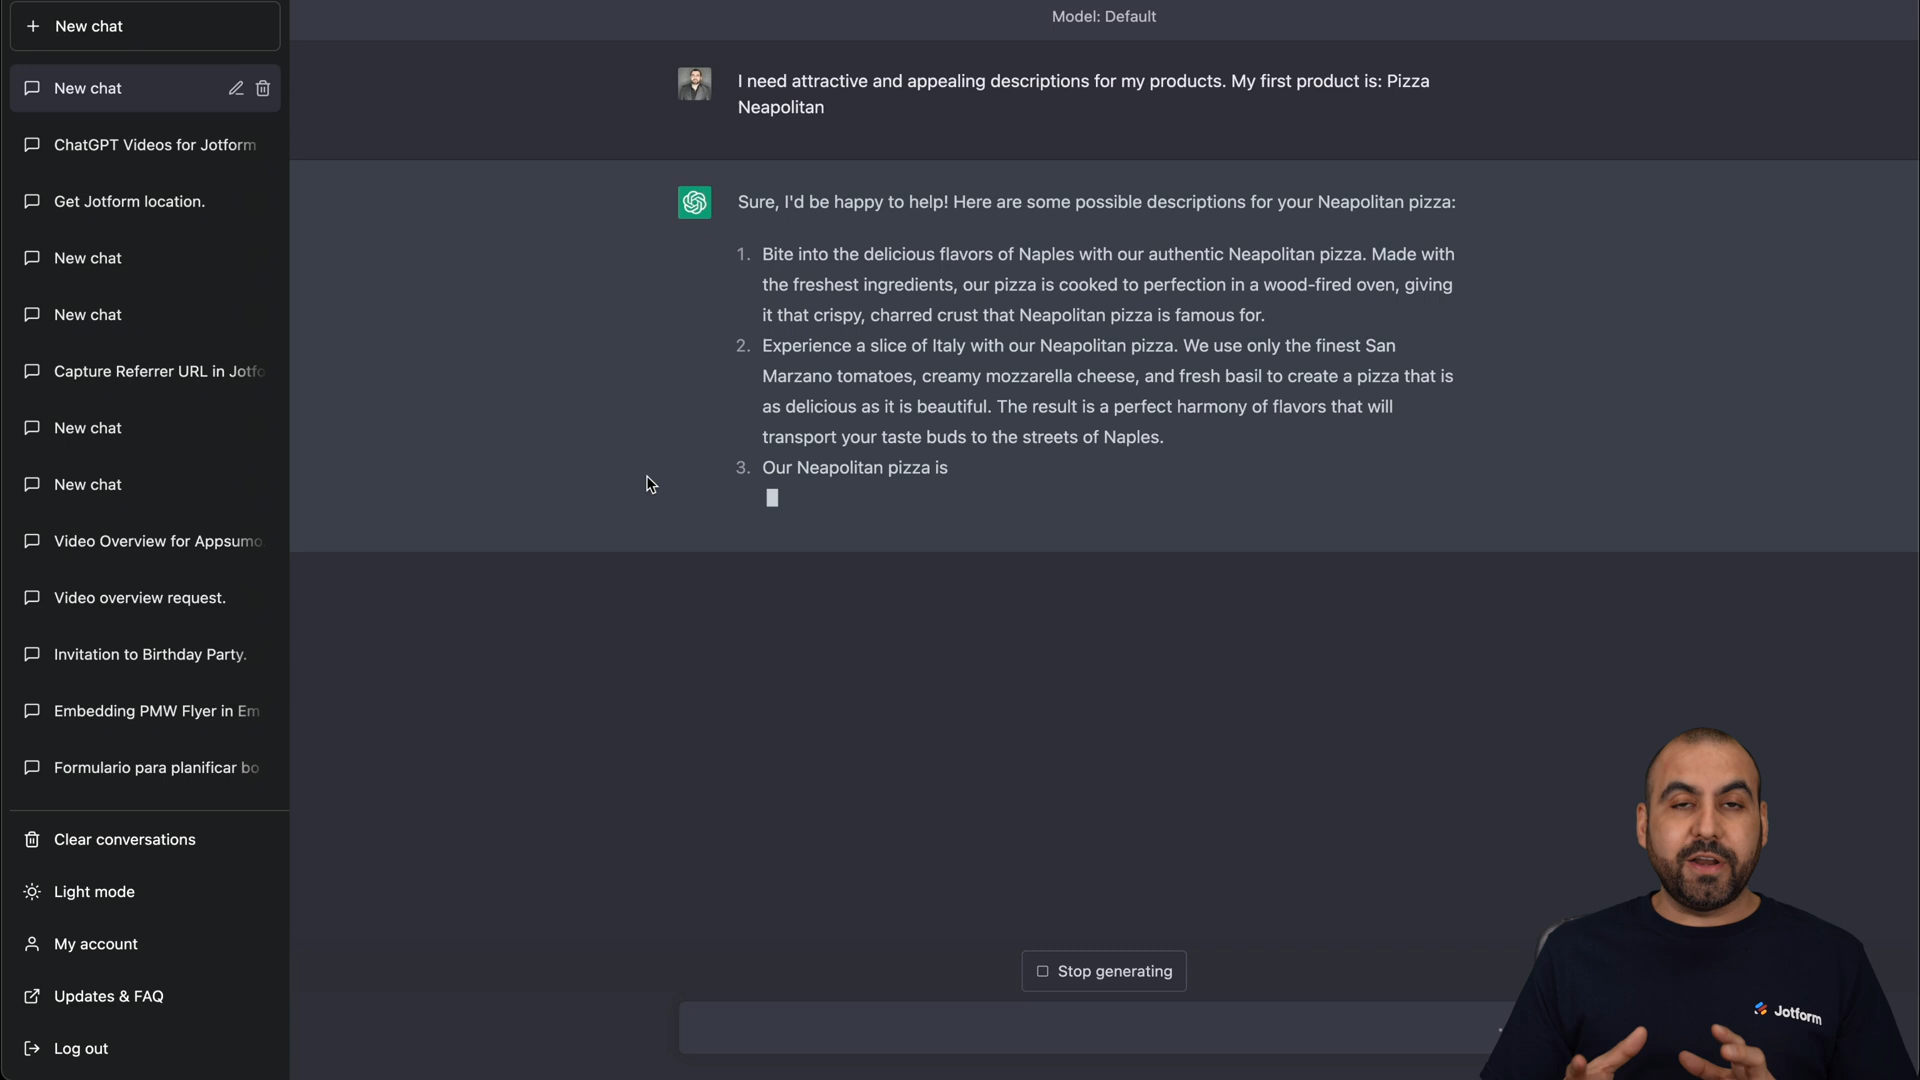 New chat
New chat
ChatGPT Videos for Jotform
Get Jotform location.
New chat
New chat
Capture Referrer URL in Jotfo
New chat
New chat
Video Overview for Appsumo
Video overview request.
Invitation to Birthday Party.
Embedding PMW Flyer in Em
Formulario para planificar bo
Clear conversations
Light mode
My account
Updates & FAQ
Log out
Model: Default
I need attractive and appealing descriptions for my products. My first product is: Pizza
Neapolitan
Sure, I'd be happy to help! Here are some possible descriptions for your Neapolitan pizza:
1. Bite into the delicious flavors of Naples with our authentic Neapolitan pizza. Made with
the freshest ingredients, our pizza is cooked to perfection in a wood-fired oven, giving
it that crispy, charred crust that Neapolitan pizza is famous for.
2. Experience a slice of Italy with our Neapolitan pizza. We use only the finest San
Marzano tomatoes, creamy mozzarella cheese, and fresh basil to create a pizza that is
as delicious as it is beautiful. The result is a perfect harmony of flavors that will
transport your taste buds to the streets of Naples.
3. Our Neapolitan pizza is
Stop generating
Jotform